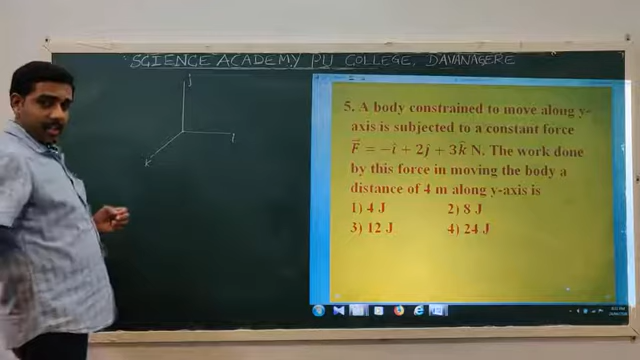 SCIENCE ACADEMY PU COLLEGE, DAVANAGERE
j
i
k
5. A body constrained to move along y-
axis is subjected to a constant force
F⃗ = −î + 2ĵ + 3k̂ N. The work done
by this force in moving the body a
distance of 4 m along y-axis is
1) 4 J 2) 8 J
3) 12 J 4) 24 J